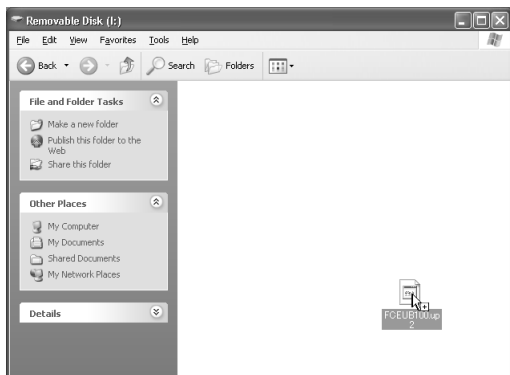 Removable Disk (I:)
File Edit View Favorites Tools Help
Back Search Folders
File and Folder Tasks
Make a new folder
Publish this folder to the
Web
Share this folder
Other Places
My Computer
My Documents
Shared Documents
My Network Places
Details
FCEUB100.up
2